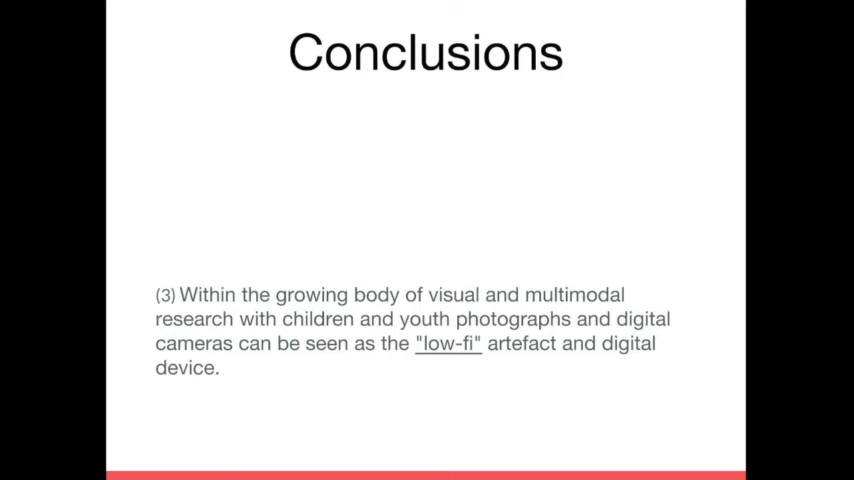 Conclusions
(3) Within the growing body of visual and multimodal
research with children and youth photographs and digital
cameras can be seen as the "low-fi" artefact and digital
device.